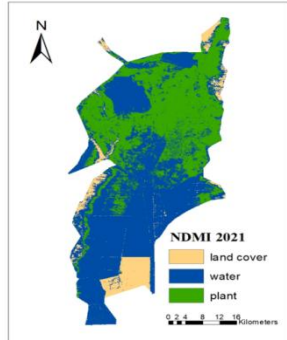 N
NDMI 2021
land cover
water
plant
0 2 4 8 12 16
Kilometers